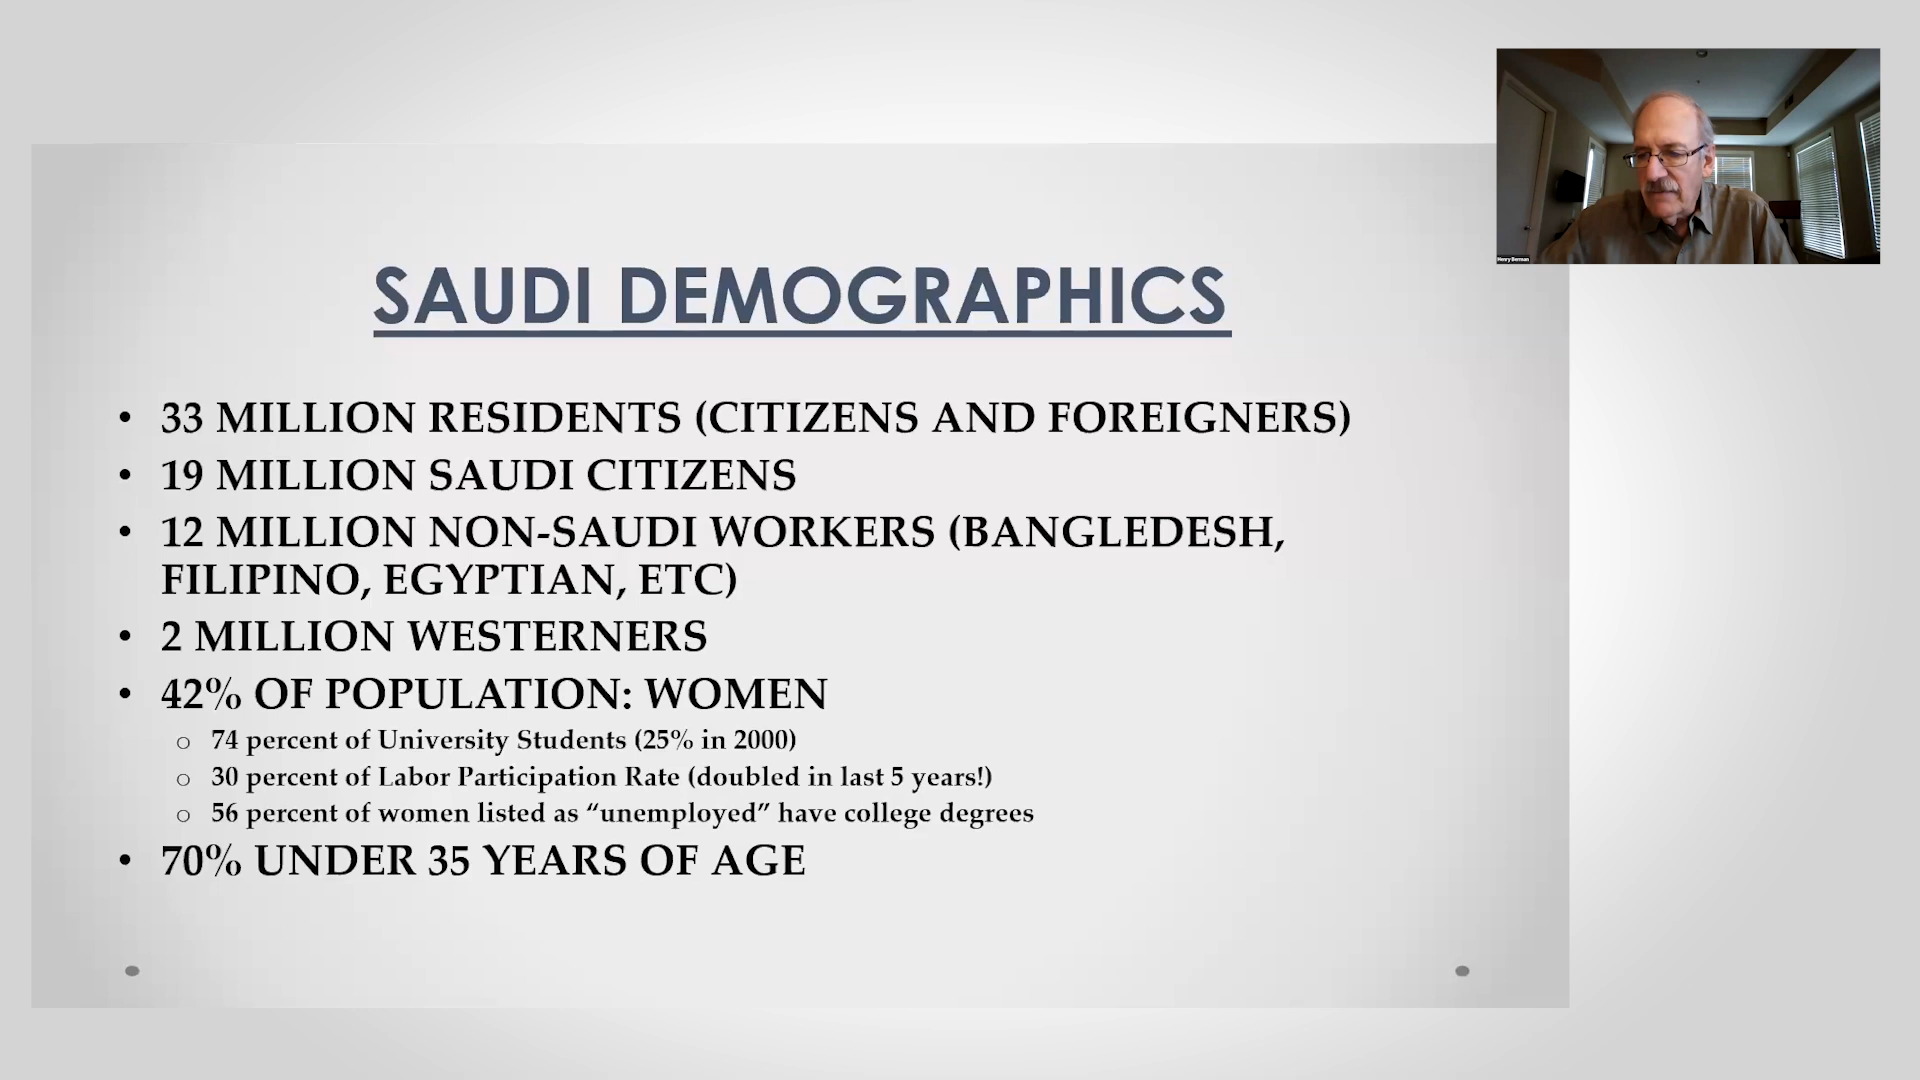 SAUDI DEMOGRAPHICS
• 33 MILLION RESIDENTS (CITIZENS AND FOREIGNERS)
• 19 MILLION SAUDI CITIZENS
• 12 MILLION NON-SAUDI WORKERS (BANGLEDESH,
FILIPINO, EGYPTIAN, ETC)
• 2 MILLION WESTERNERS
• 42% OF POPULATION: WOMEN
o 74 percent of University Students (25% in 2000)
o 30 percent of Labor Participation Rate (doubled in last 5 years!)
o 56 percent of women listed as “unemployed” have college degrees
• 70% UNDER 35 YEARS OF AGE
Henry Berman